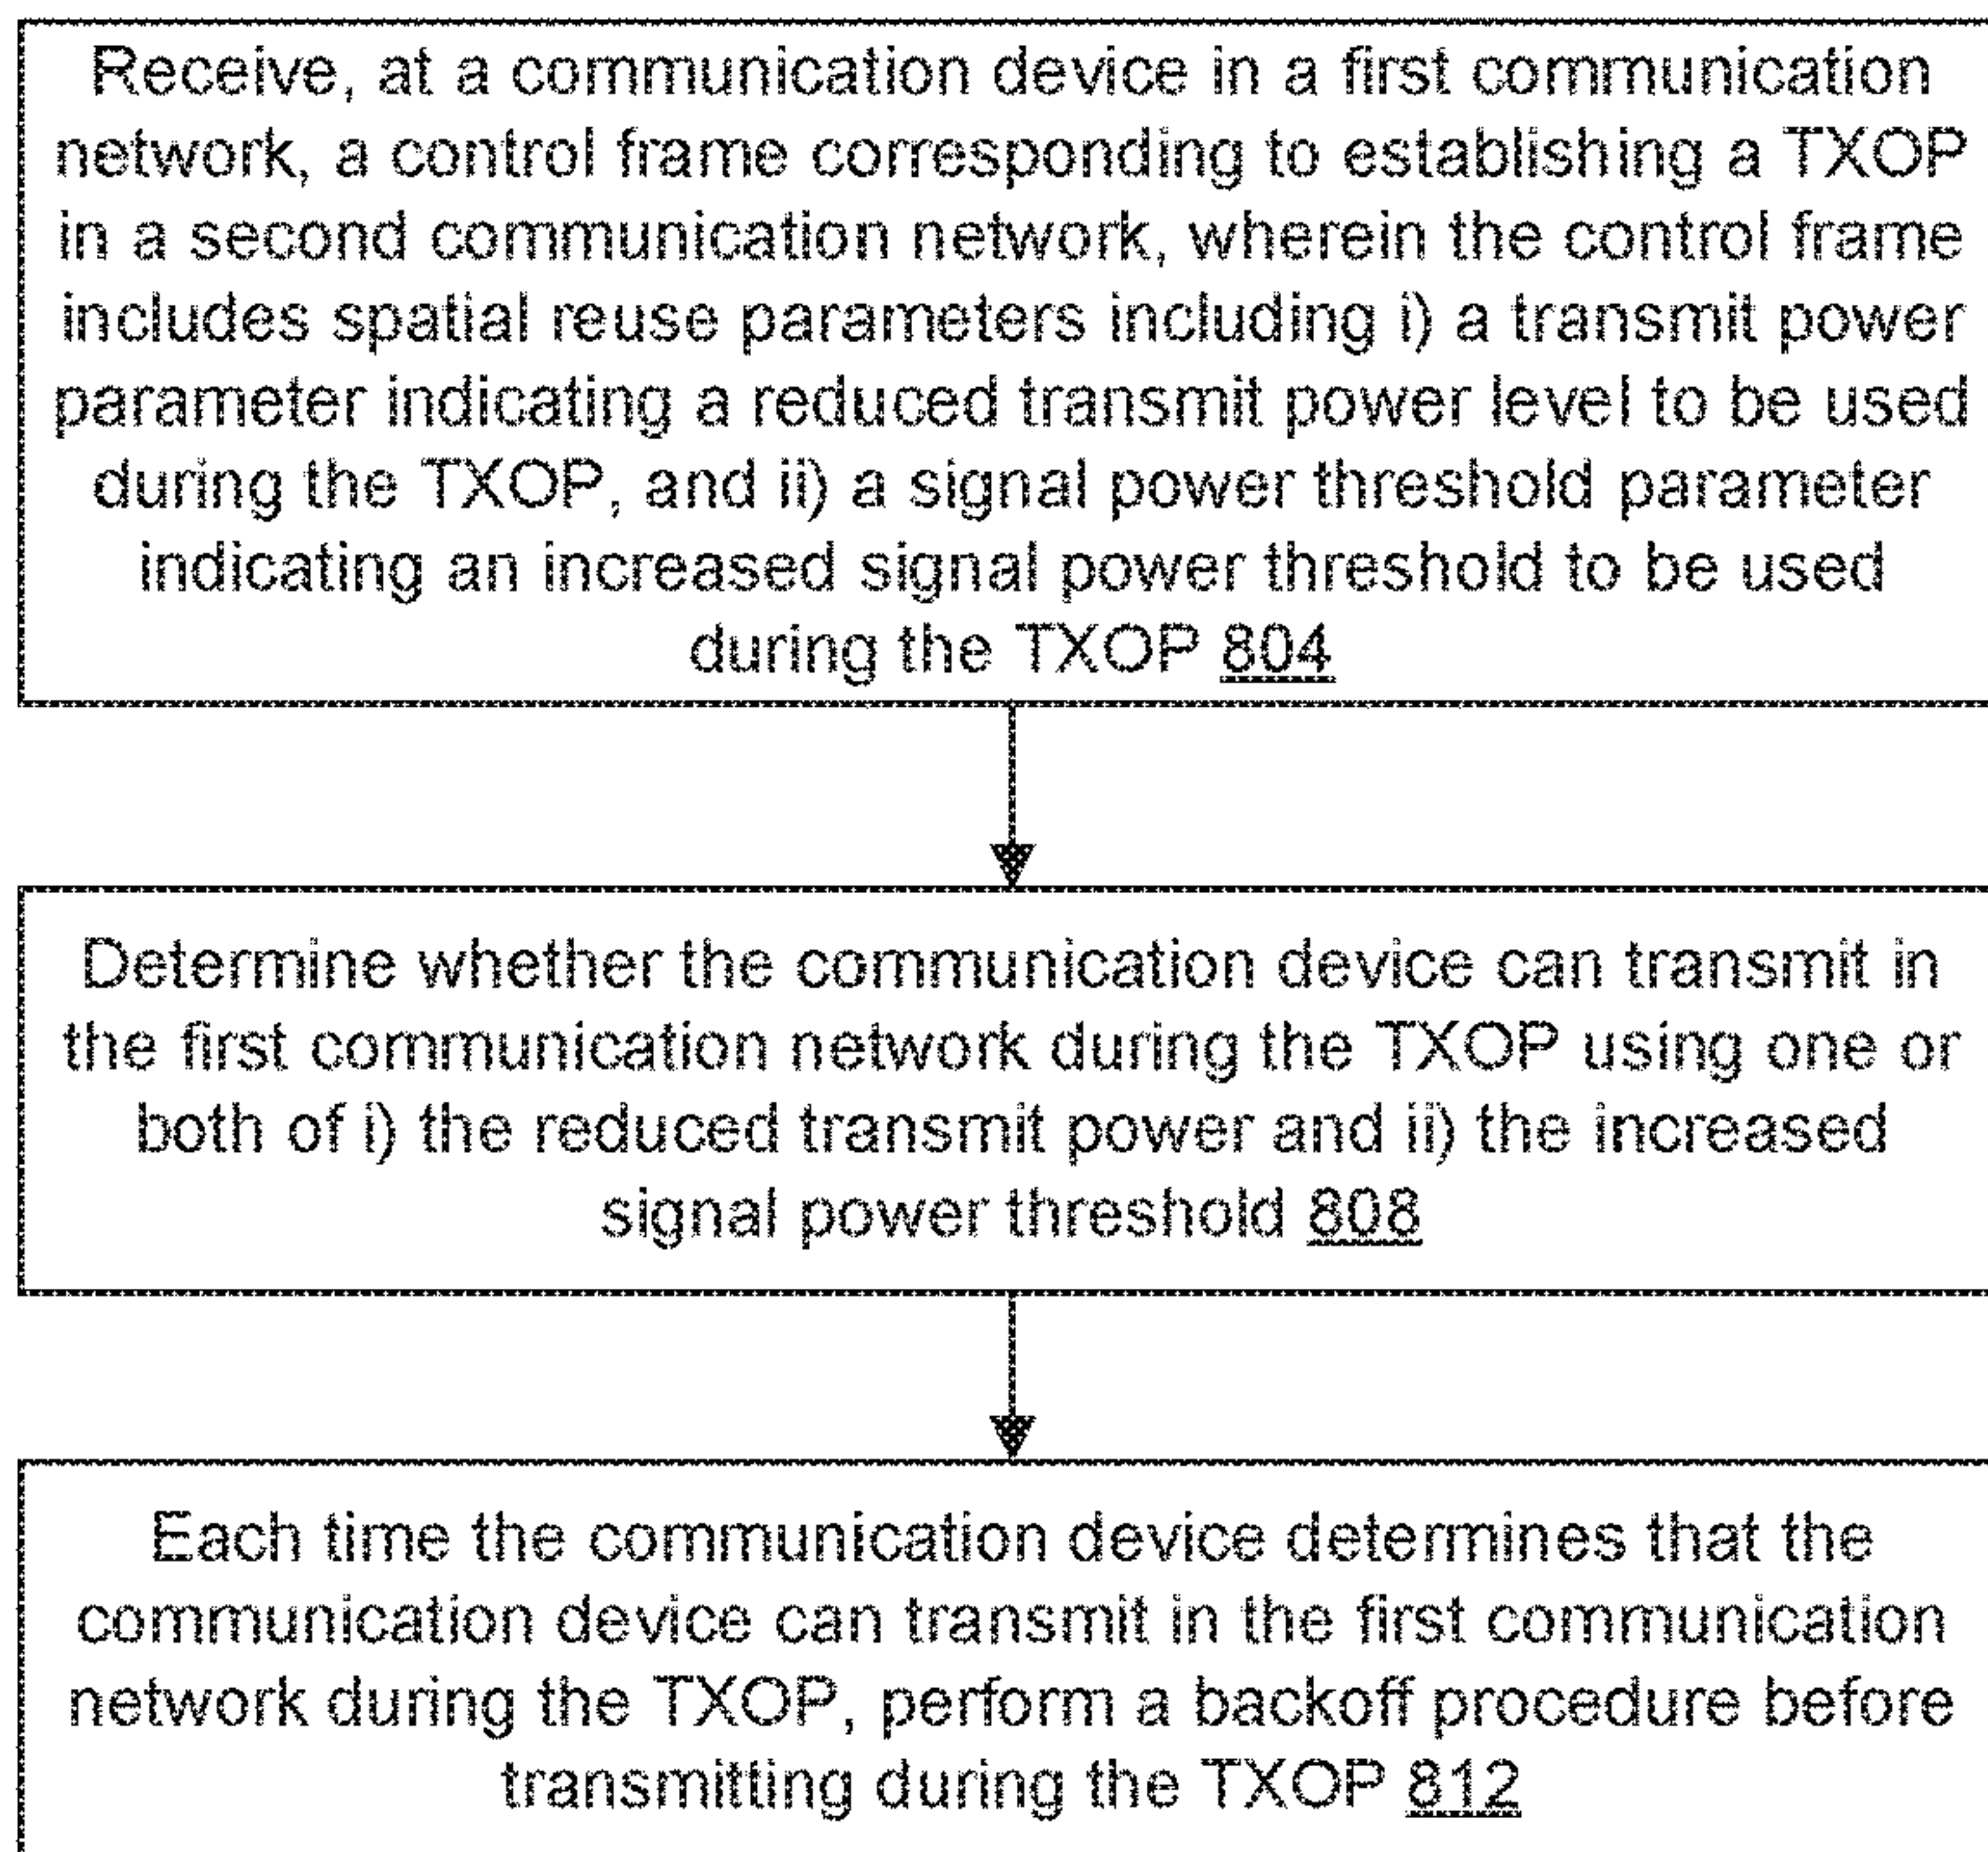 Receive, at a communication device in a first communication
network, a control frame corresponding to establishing a TXOP
in a second communication network, wherein the control frame
includes spatial reuse parameters including i) a transmit power
parameter indicating a reduced transmit power level to be used
during the TXOP, and ii) a signal power threshold parameter
indicating an increased signal power threshold to be used
during the TXOP 804
Determine whether the communication device can transmit in
the first communication network during the TXOP using one or
both of i) the reduced transmit power and ii) the increased
signal power threshold 808
Each time the communication device determines that the
communication device can transmit in the first communication
network during the TXOP, perform a backoff procedure before
transmitting during the TXOP 812